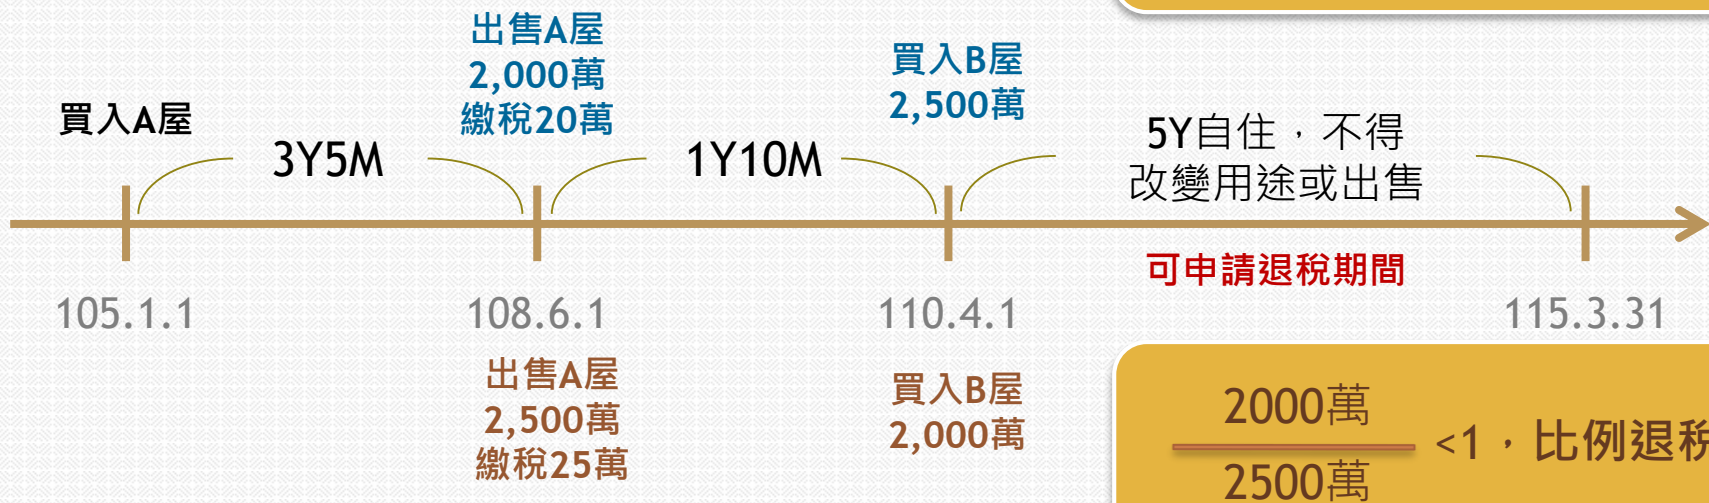 出售A屋
2,000萬
繳稅20萬
買入B屋
2,500萬
買入A屋
3Y5M
1Y10M
5Y自住，不得
改變用途或出售
可申請退稅期間
105.1.1
108.6.1
110.4.1
115.3.31
出售A屋
2,500萬
繳稅25萬
買入B屋
2,000萬
2000萬
2500萬
<1，比例退稅